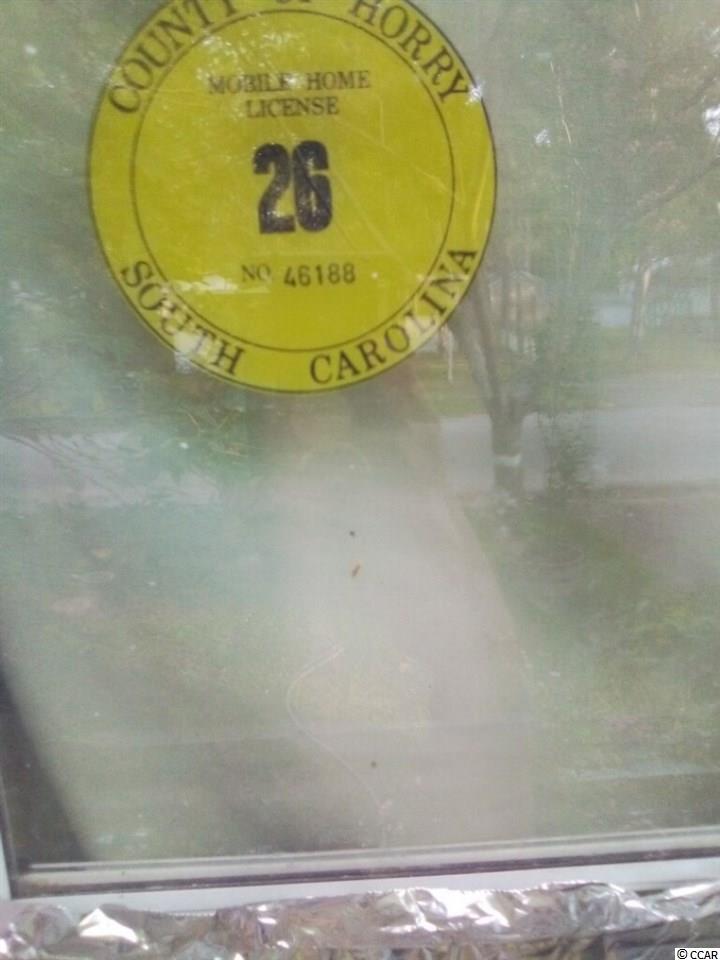 COUNTY OF HORRY
MOBILE HOME
LICENSE
26
NO 46188
SOUTH CAROLINA
© CCAR